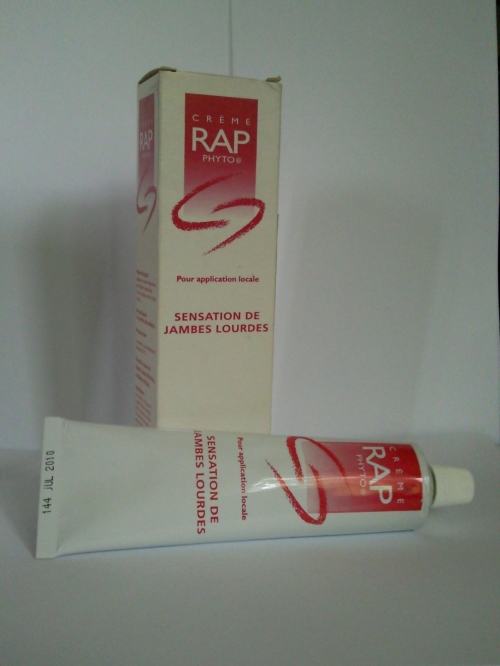 CRÈME
RAP
PHYTO®
Pour application locale
SENSATION DE
JAMBES LOURDES
RAP
CRÈME
RAP
PHYTO®
Pour application locale
SENSATION DE
JAMBES LOURDES
144 JUL 2010